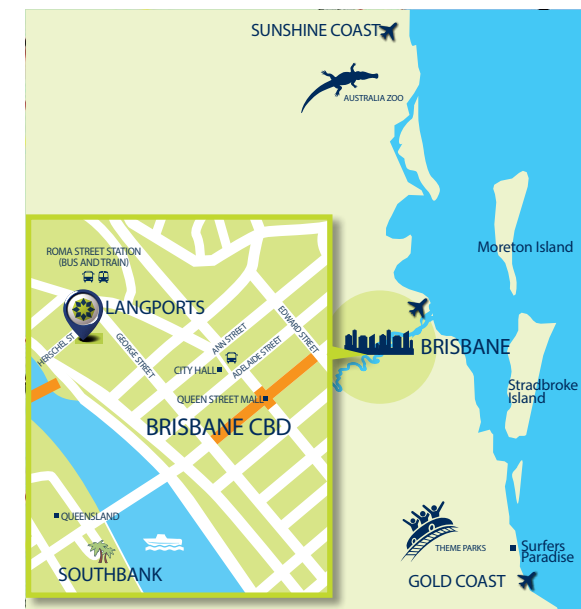 SUNSHINE COAST
AUSTRALIA ZOO
Moreton Island
ROMA STREET STATION
(BUS AND TRAIN)
LANGPORTS
HERSCHEL ST
GEORGE STREET
ANN STREET
ADELAIDE STREET
EDWARD STREET
CITY HALL
QUEEN STREET MALL
BRISBANE CBD
BRISBANE
Stradbroke
Island
QUEENSLAND
SOUTHBANK
THEME PARKS
Surfers
Paradise
GOLD COAST